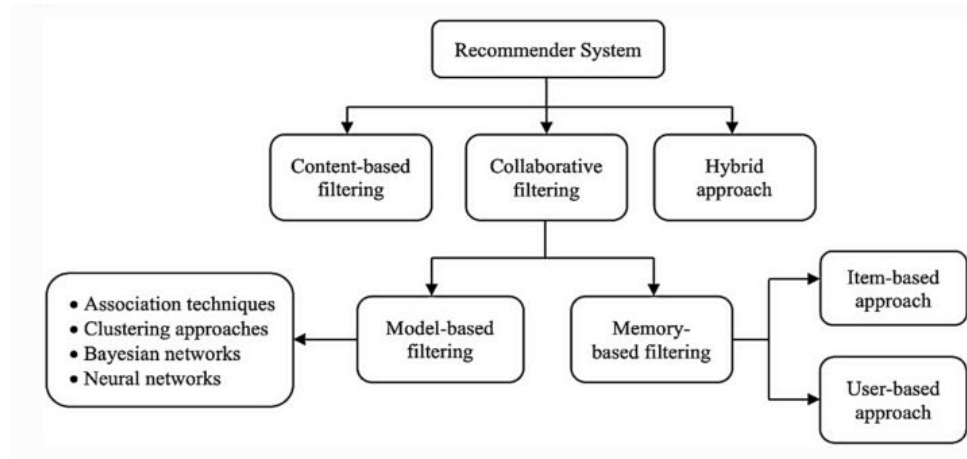 Recommender System
Content-based
filtering
Collaborative
filtering
Hybrid
approach
• Association techniques
• Clustering approaches
• Bayesian networks
• Neural networks
Model-based
filtering
Memory-
based filtering
Item-based
approach
User-based
approach